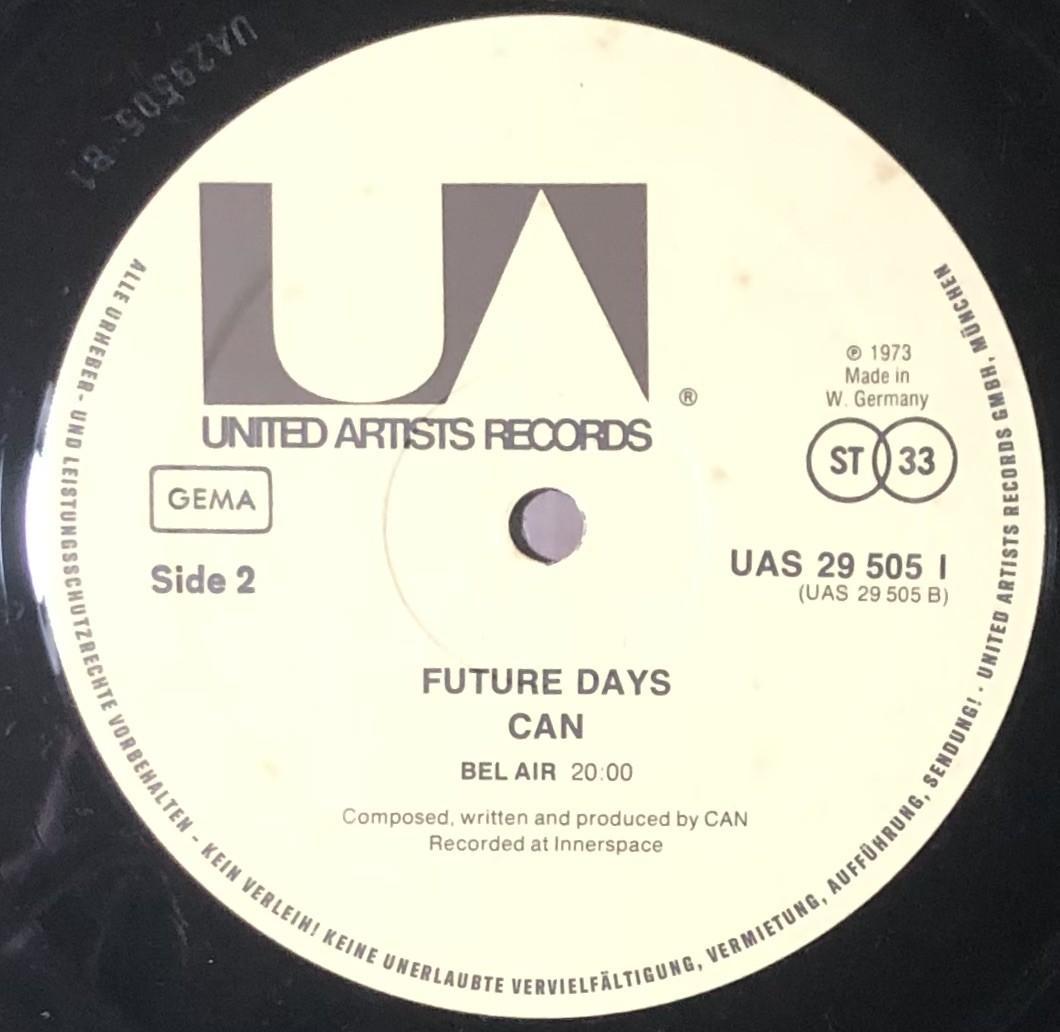 UA29505 B1
UNITED ARTISTS RECORDS
®
℗ 1973
Made in
W. Germany
ST 33
GEMA
Side 2
UAS 29 505 I
(UAS 29 505 B)
FUTURE DAYS
CAN
BEL AIR 20:00
Composed, written and produced by CAN
Recorded at Innerspace
ALLE URHEBER- UND LEISTUNGSSCHUTZRECHTE VORBEHALTEN - KEIN VERLEIH! KEINE UNERLAUBTE VERVIELFÄLTIGUNG, VERMIETUNG, AUFFÜHRUNG, SENDUNG! · UNITED ARTISTS RECORDS GMBH, MÜNCHEN